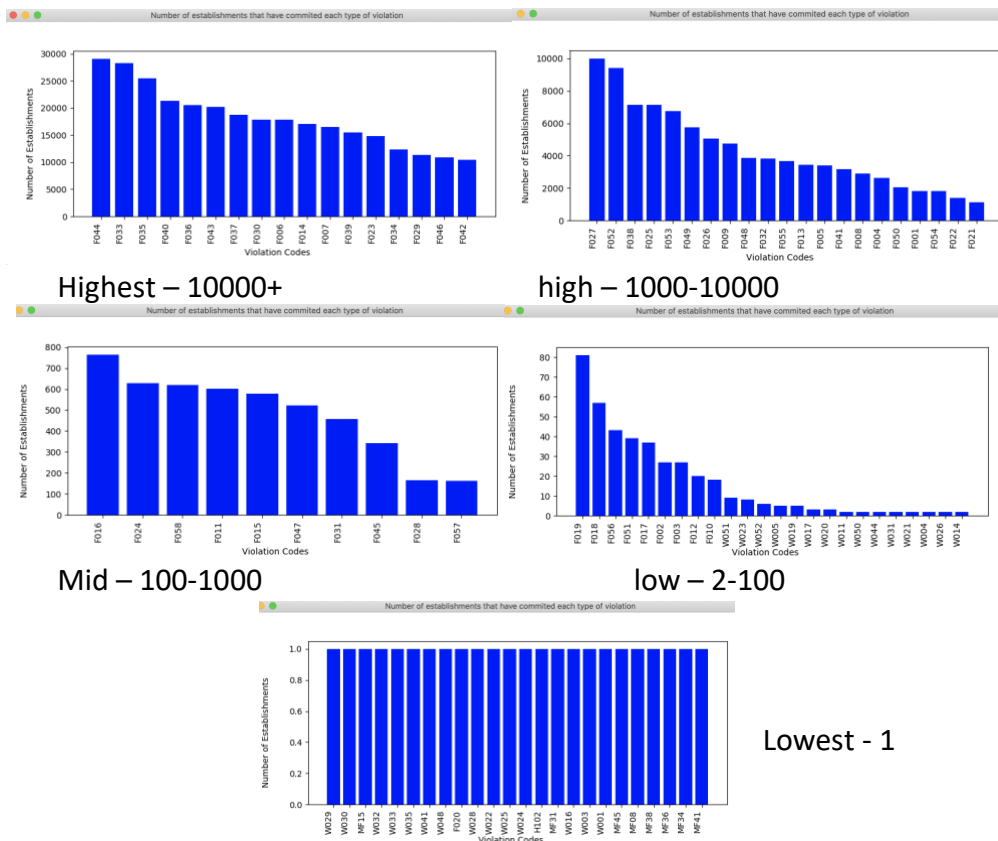 Number of establishments that have commited each type of violation
30000
25000
20000
15000
10000
5000
0
Number of Establishments
F044 F033 F035 F040 F036 F043 F037 F030 F006 F014 F007 F039 F023 F034 F029 F046 F042
Violation Codes
Highest – 10000+
Number of establishments that have commited each type of violation
10000
8000
6000
4000
2000
0
Number of Establishments
F027 F052 F038 F025 F053 F049 F026 F009 F048 F032 F055 F013 F005 F041 F008 F004 F050 F001 F054 F022 F021
Violation Codes
high – 1000-10000
Number of establishments that have commited each type of violation
800
700
600
500
400
300
200
100
0
Number of Establishments
F016 F024 F058 F011 F015 F047 F031 F045 F028 F057
Violation Codes
Mid – 100-1000
Number of establishments that have commited each type of violation
80
70
60
50
40
30
20
10
0
Number of Establishments
F019 F018 F056 F051 F017 F002 F003 F012 F010 W051 W023 W052 W005 W019 W017 W020 W011 W050 W044 W031 W021 W004 W026 W014
Violation Codes
low – 2-100
Number of establishments that have commited each type of violation
1.0
0.8
0.6
0.4
0.2
0.0
Number of Establishments
W029 W030 MF15 W032 W033 W035 W041 W048 F020 W028 W022 W025 W024 H102 MF31 W016 W003 W001 MF45 MF08 MF38 MF36 MF34 MF41
Violation Codes
Lowest - 1